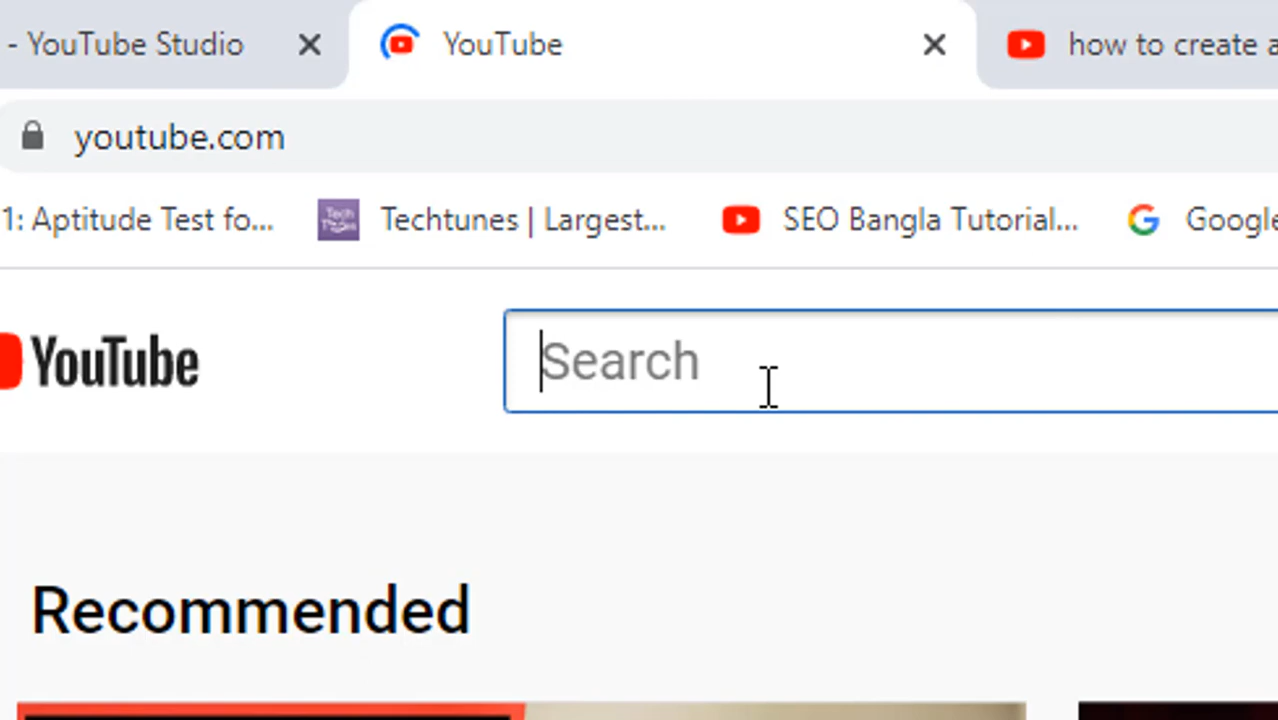 - YouTube Studio
YouTube
how to create a
youtube.com
1: Aptitude Test fo...
Techtunes | Largest...
SEO Bangla Tutorial...
Google
YouTube
Search
Recommended